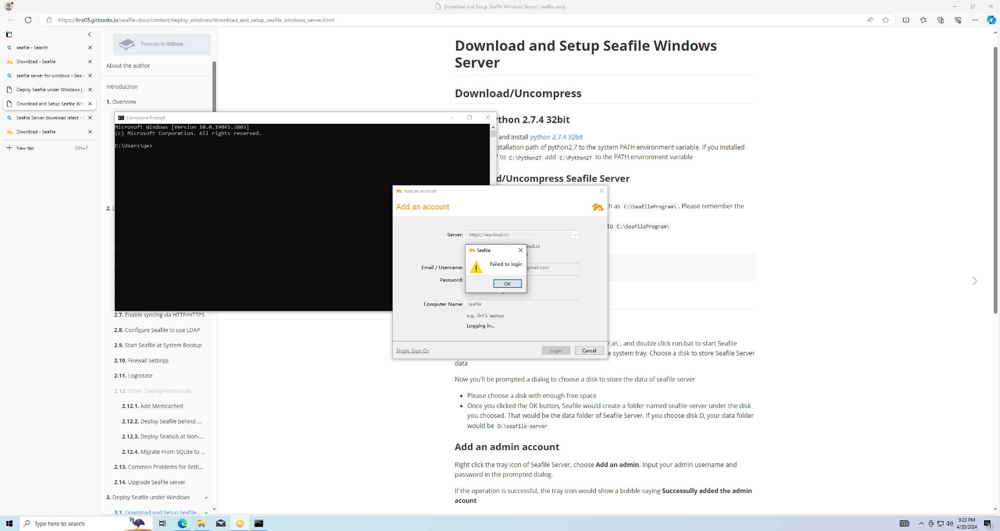 Download and Setup Seafile Windows Server | seafile-docs
https://lins05.gitbooks.io/seafile-docs/content/deploy_windows/download_and_setup_seafile_windows_server.html
seafile - Search
Download - Seafile
seafile server for windows - Sear
Deploy Seafile under Windows |
Download and Setup Seafile Win
Seafile Server download latest -
Download - Seafile
New tab Ctrl+T
Powered by GitBook
About the author
Introduction
1. Overview
2.
2.7. Enable syncing via HTTP/HTTPS
2.8. Configure Seafile to use LDAP
2.9. Start Seafile at System Bootup
2.10. Firewall settings
2.11. Logrotate
2.12. Other Deployment Issues
2.12.1. Add Memcached
2.12.2. Deploy Seafile behind ...
2.12.3. Deploy Seahub at Non-...
2.12.4. Migrate From SQLite to ...
2.13. Common Problems for Setti...
2.14. Upgrade Seafile server
3. Deploy Seafile under Windows
3.1. Download and Setup Seafile ...
Command Prompt
Microsoft Windows [Version 10.0.19045.3803]
(c) Microsoft Corporation. All rights reserved.
C:\Users\qe>
Download and Setup Seafile Windows
Server
Download/Uncompress
thon 2.7.4 32bit
and install python 2.7.4 32bit
stallation path of python2.7 to the system PATH environment variable. If you installed
to C:\Python27 add C:\Python27 to the PATH environment variable
d/Uncompress Seafile Server
h as C:\SeafileProgram\ . Please remember the
to C:\SeafileProgram\
Add an account
Add an account
Server: https://seacloud.cc
oud.cc
Email / Username: gmail.com
Password:
Computer Name: Seafile
e.g. Jim's laptop
Logging in...
Single Sign On Login Cancel
Seafile
Failed to login
OK
7.0\ , and double click run.bat to start Seafile
e system tray. Choose a disk to store Seafile Server
data
Now you'll be prompted a dialog to choose a disk to store the data of seafile server
• Please choose a disk with enough free space
• Once you clicked the OK button, Seafile would create a folder named seafile-server under the disk
you choosed. That would be the data folder of Seafile Server. If you choose disk D, your data folder
would be D:\seafile-server
Add an admin account
Right click the tray icon of Seafile Server, choose Add an admin. Input your admin username and
password in the prompted dialog.
If the operation is successful, the tray icon would show a bubble saying Successully added the admin
acount
Type here to search
9:23 PM
4/20/2024
1